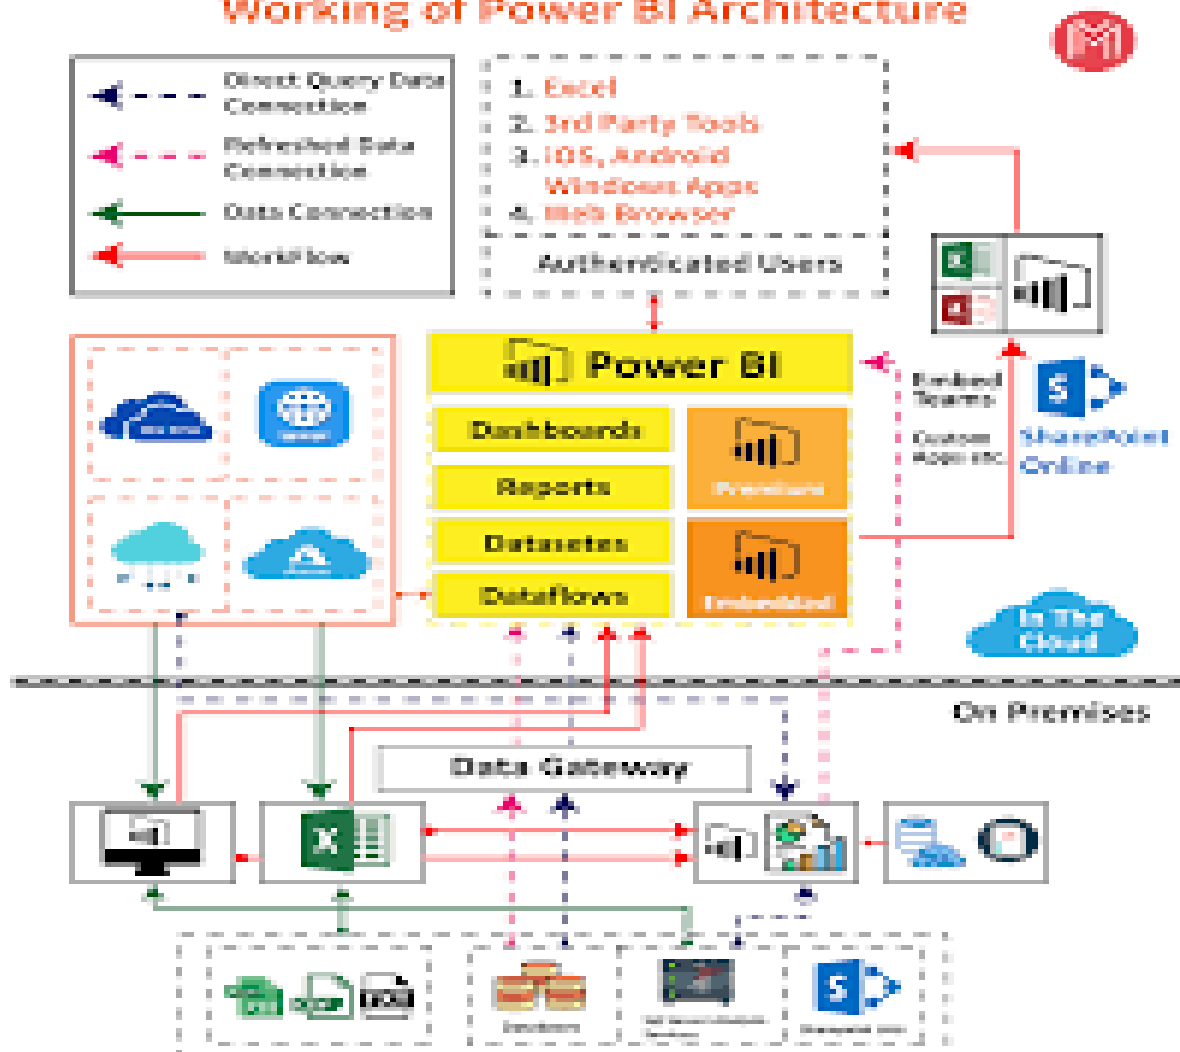 Working of Power BI Architecture
Direct Query Data
Connection
Refreshed Data
Connection
Data Connection
WorkFlow
1. Excel
2. 3rd Party Tools
3. iOS, Android
Windows Apps
4. Web Browser
Authenticated Users
Power BI
Dashboards
Reports
Datasetes
Dataflows
Premium
Embedded
Embed
Teams
Custom
Apps etc.
SharePoint
Online
In The
Cloud
On Premises
Data Gateway